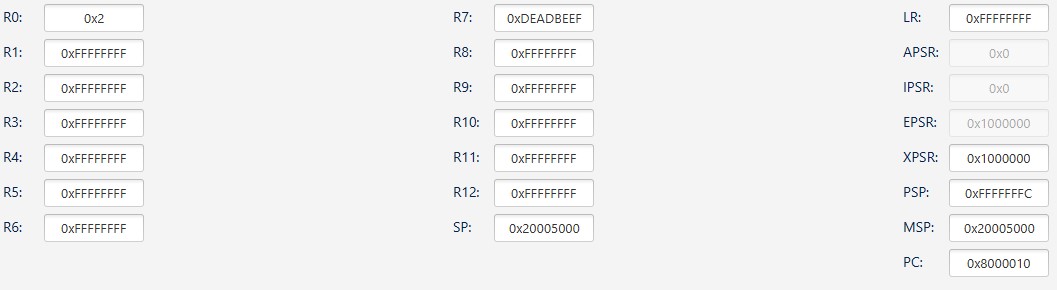 R0: 0x2 R7: 0xDEADBEEF LR: 0xFFFFFFFF
R1: 0xFFFFFFFF R8: 0xFFFFFFFF APSR: 0x0
R2: 0xFFFFFFFF R9: 0xFFFFFFFF IPSR: 0x0
R3: 0xFFFFFFFF R10: 0xFFFFFFFF EPSR: 0x1000000
R4: 0xFFFFFFFF R11: 0xFFFFFFFF XPSR: 0x1000000
R5: 0xFFFFFFFF R12: 0xFFFFFFFF PSP: 0xFFFFFFFC
R6: 0xFFFFFFFF SP: 0x20005000 MSP: 0x20005000
PC: 0x8000010